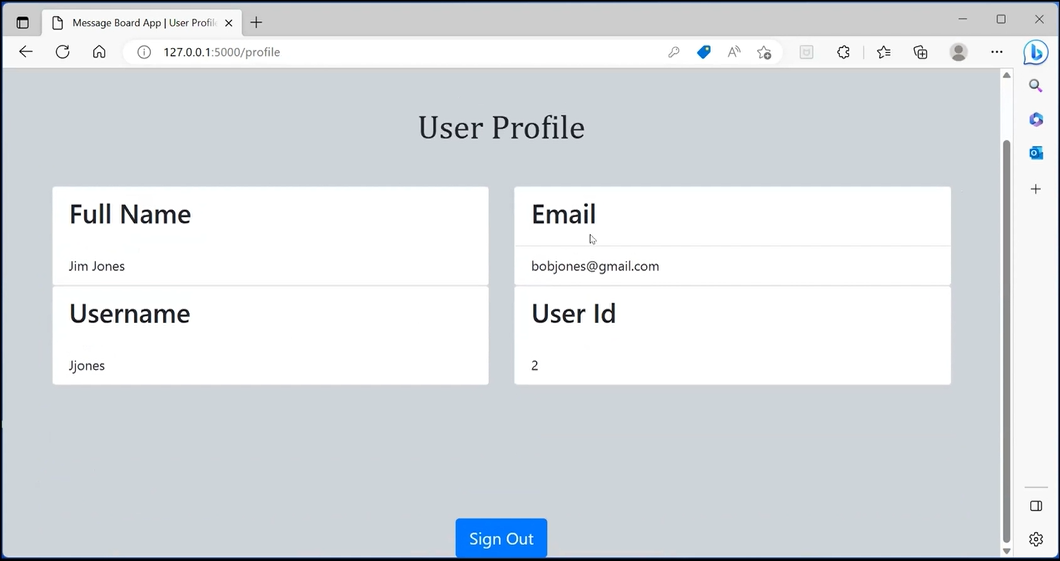 Message Board App | User Profile
127.0.0.1:5000/profile
User Profile
Full Name
Jim Jones
Email
bobjones@gmail.com
Username
Jjones
User Id
2
Sign Out